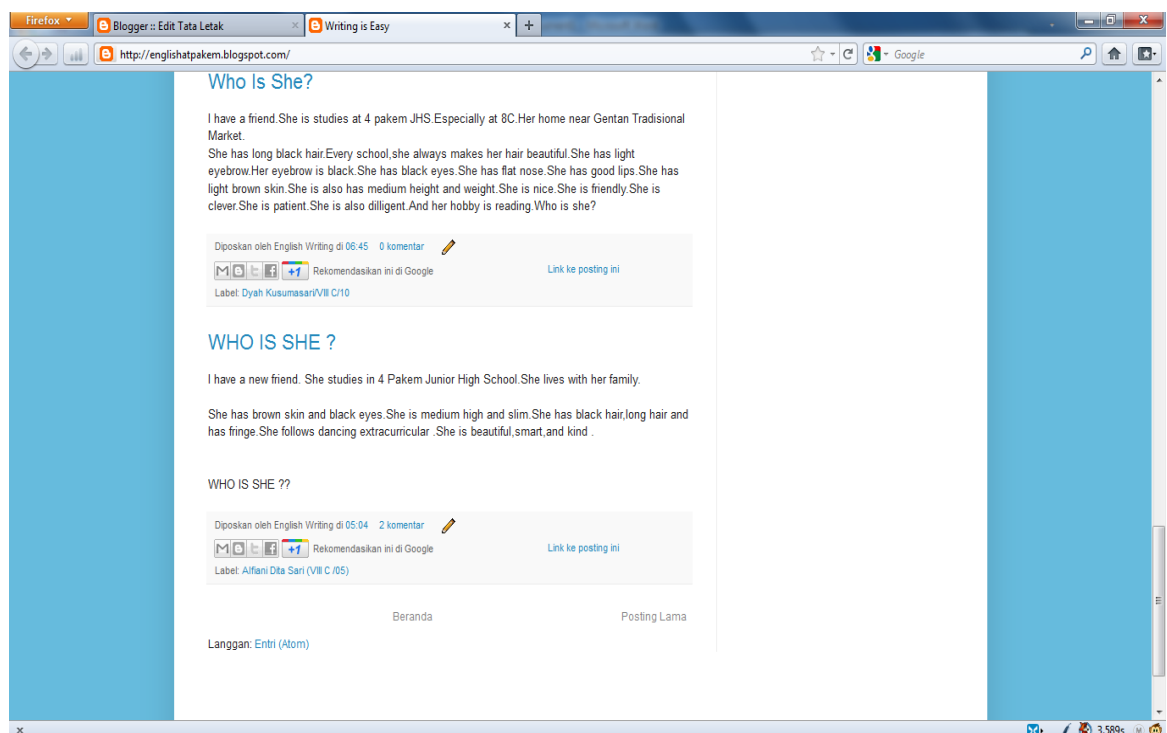 Firefox
Blogger :: Edit Tata Letak
Writing is Easy
http://englishatpakem.blogspot.com/
Google
Who Is She?
I have a friend.She is studies at 4 pakem JHS.Especially at 8C.Her home near Gentan Tradisional
Market.
She has long black hair.Every school,she always makes her hair beautiful.She has light
eyebrow.Her eyebrow is black.She has black eyes.She has flat nose.She has good lips.She has
light brown skin.She is also has medium height and weight.She is nice.She is friendly.She is
clever.She is patient.She is also dilligent.And her hobby is reading.Who is she?
Diposkan oleh English Writing di 06:45 0 komentar
+1 Rekomendasikan ini di Google
Link ke posting ini
Label: Dyah Kusumasari/VIII C/10
WHO IS SHE ?
I have a new friend. She studies in 4 Pakem Junior High School.She lives with her family.
She has brown skin and black eyes.She is medium high and slim.She has black hair,long hair and
has fringe.She follows dancing extracurricular .She is beautiful,smart,and kind .
WHO IS SHE ??
Diposkan oleh English Writing di 05:04 2 komentar
+1 Rekomendasikan ini di Google
Link ke posting ini
Label: Alfiani Dita Sari (VIII C /05)
Beranda
Posting Lama
Langgan: Entri (Atom)
3.589s